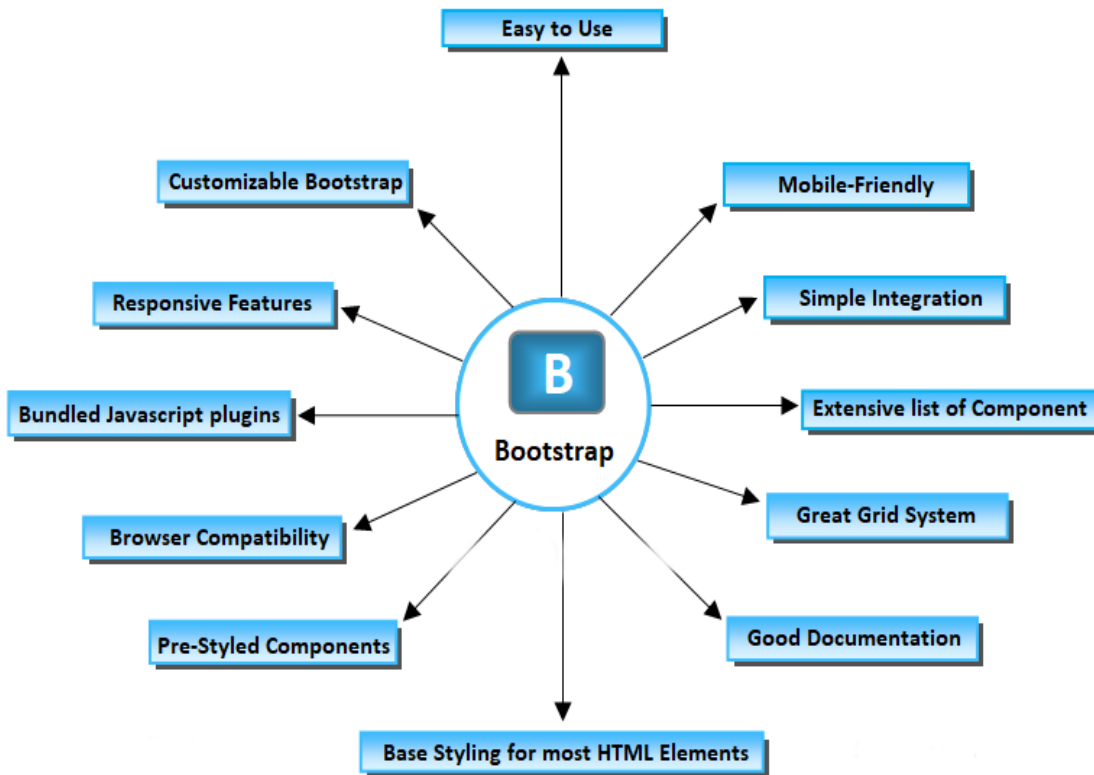 Easy to Use
Customizable Bootstrap
Mobile-Friendly
Responsive Features
Simple Integration
B
Bundled Javascript plugins
Extensive list of Component
Bootstrap
Browser Compatibility
Great Grid System
Pre-Styled Components
Good Documentation
Base Styling for most HTML Elements